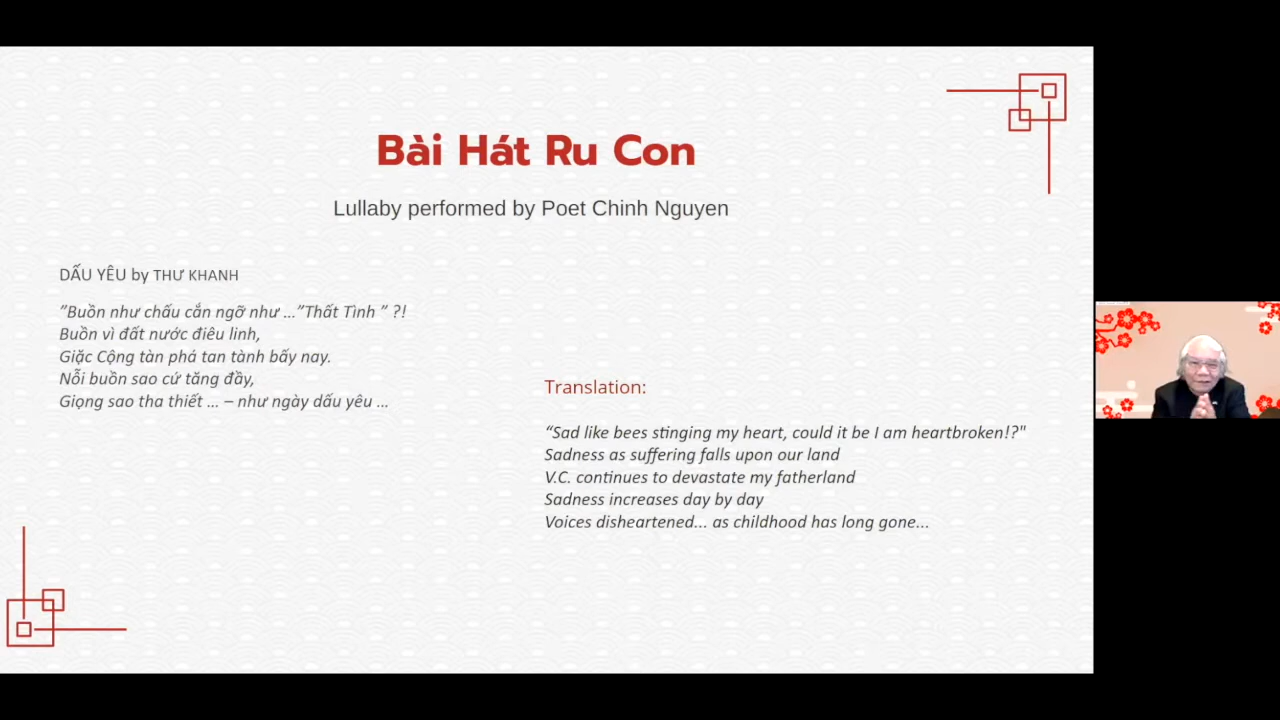 Bài Hát Ru Con
Lullaby performed by Poet Chinh Nguyen
DẤU YÊU by THƯ KHANH
"Buồn như chấu cắn ngỡ như ..."Thất Tình " ?!
Buồn vì đất nước điêu linh,
Giặc Cộng tàn phá tan tành bấy nay.
Nỗi buồn sao cứ tăng đầy,
Giọng sao tha thiết ... – như ngày dấu yêu ...
Translation:
"Sad like bees stinging my heart, could it be I am heartbroken!?"
Sadness as suffering falls upon our land
V.C. continues to devastate my fatherland
Sadness increases day by day
Voices disheartened... as childhood has long gone...